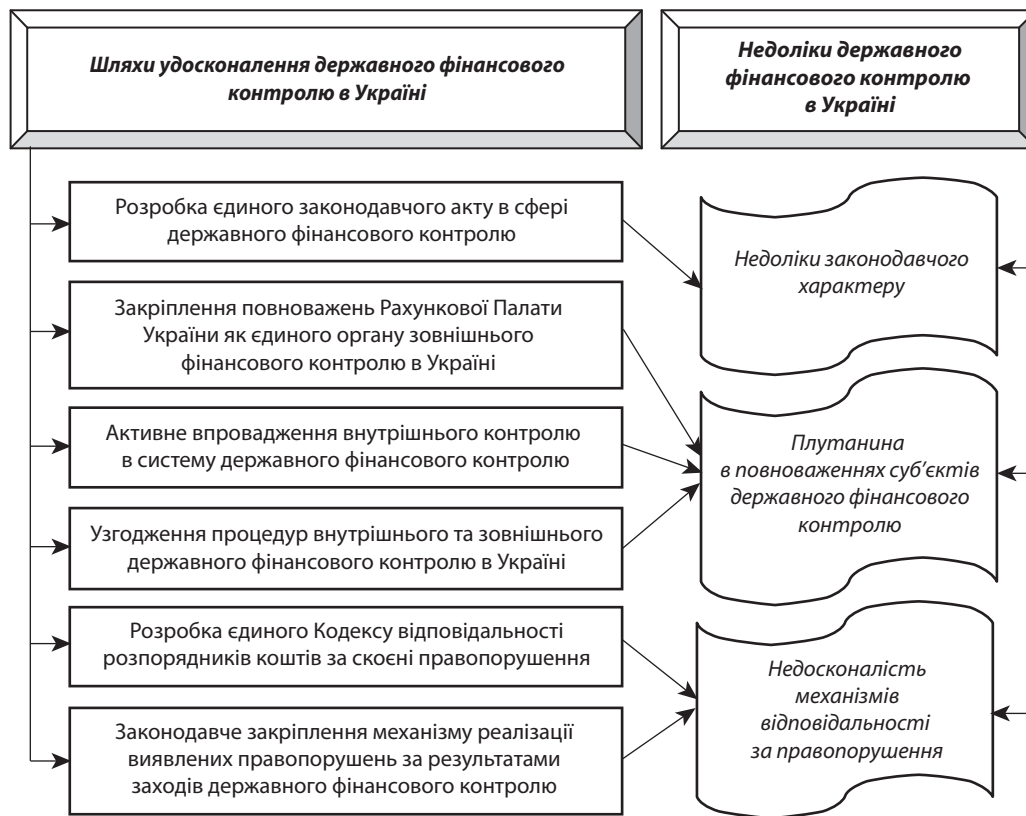 Шляхи удосконалення державного фінансового
контролю в Україні
Недоліки державного
фінансового контролю
в Україні
Розробка єдиного законодавчого акту в сфері
державного фінансового контролю
Закріплення повноважень Рахункової Палати
України як єдиного органу зовнішнього
фінансового контролю в Україні
Активне впровадження внутрішнього контролю
в систему державного фінансового контролю
Узгодження процедур внутрішнього та зовнішнього
державного фінансового контролю в Україні
Розробка єдиного Кодексу відповідальності
розпорядників коштів за скоєні правопорушення
Законодавче закріплення механізму реалізації
виявлених правопорушень за результатами
заходів державного фінансового контролю
Недоліки законодавчого
характеру
Плутанина
в повноваженнях суб’єктів
державного фінансового
контролю
Недосконалість
механізмів
відповідальності
за правопорушення